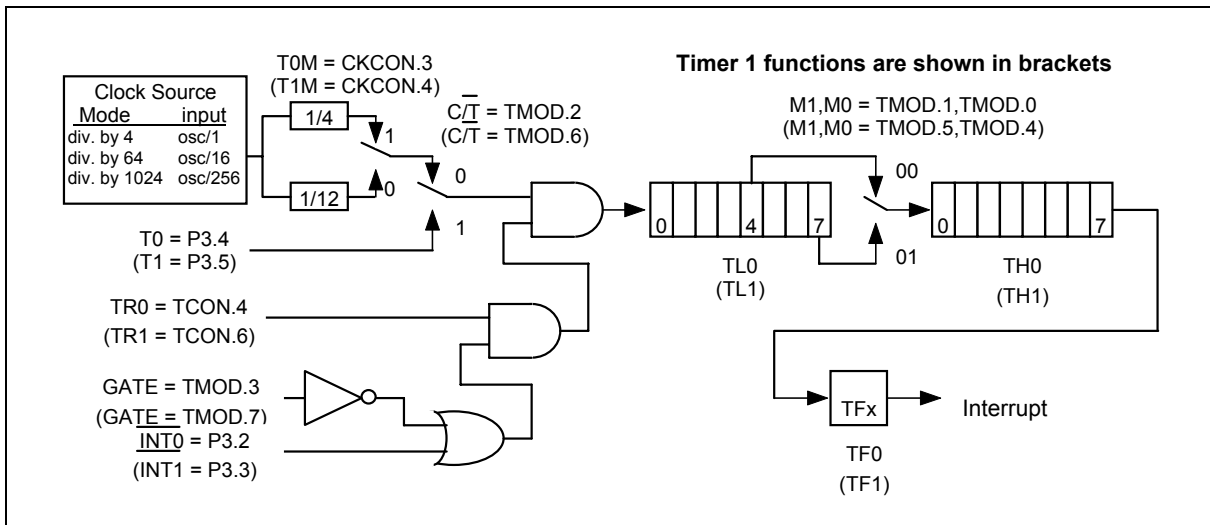 Timer 1 functions are shown in brackets
T0M = CKCON.3
(T1M = CKCON.4)
Clock Source
Mode input
div. by 4 osc/1
div. by 64 osc/16
div. by 1024 osc/256
1/4
1/12
1
0
C/T̅ = TMOD.2
(C/T̅ = TMOD.6)
0
1
T0 = P3.4
(T1 = P3.5)
TR0 = TCON.4
(TR1 = TCON.6)
GATE = TMOD.3
(GATE = TMOD.7)
I̅N̅T̅0̅ = P3.2
(I̅N̅T̅1̅ = P3.3)
M1,M0 = TMOD.1,TMOD.0
(M1,M0 = TMOD.5,TMOD.4)
0 4 7
TL0
(TL1)
00
01
0 7
TH0
(TH1)
TFx
Interrupt
TF0
(TF1)